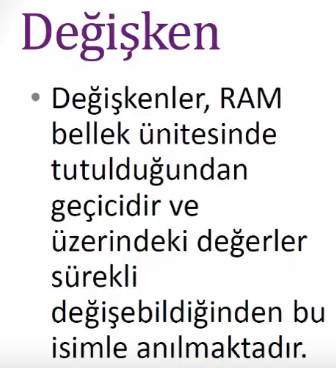 Değişken
• Değişkenler, RAM
bellek ünitesinde
tutulduğundan
geçicidir ve
üzerindeki değerler
sürekli
değişebildiğinden bu
isimle anılmaktadır.